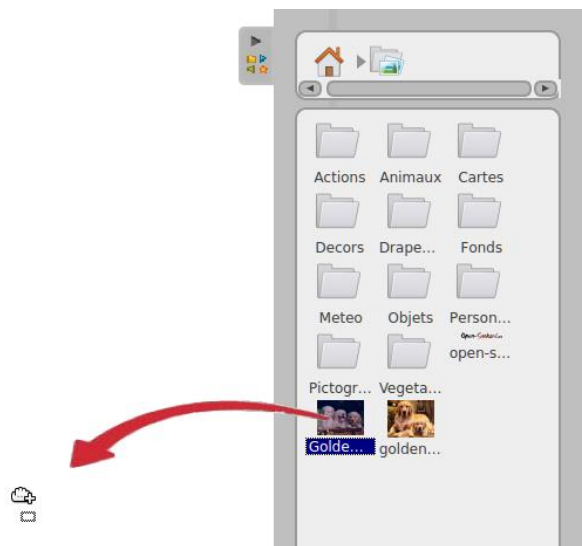 Actions Animaux Cartes
Decors Drape... Fonds
Meteo Objets Person...
Pictogr... Vegeta... open-s...
Golde... golden...